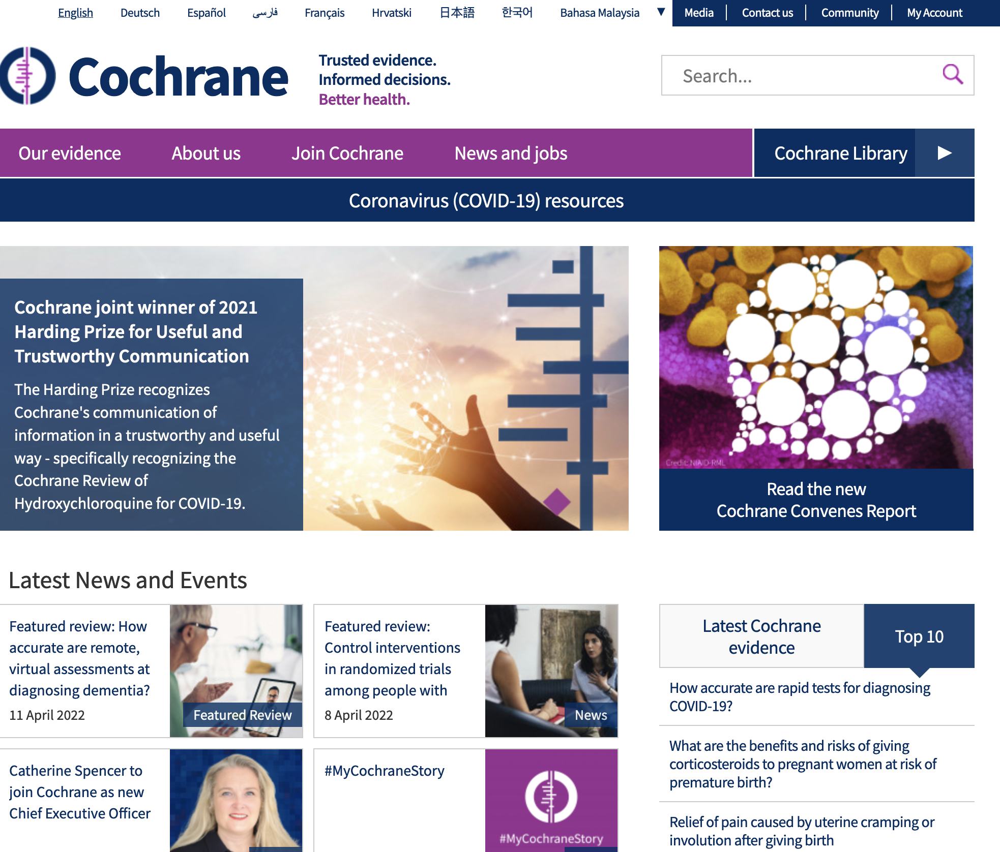 English Deutsch Español فارسی Français Hrvatski 日本語 한국어 Bahasa Malaysia ▼ Media Contact us Community My Account
Cochrane
Trusted evidence.
Informed decisions.
Better health.
Search...
Our evidence About us Join Cochrane News and jobs Cochrane Library ▶
Coronavirus (COVID-19) resources
Cochrane joint winner of 2021
Harding Prize for Useful and
Trustworthy Communication
The Harding Prize recognizes
Cochrane's communication of
information in a trustworthy and useful
way - specifically recognizing the
Cochrane Review of
Hydroxychloroquine for COVID-19.
Credit: NIAID-RML
Read the new
Cochrane Convenes Report
Latest News and Events
Featured review: How
accurate are remote,
virtual assessments at
diagnosing dementia?
11 April 2022
Featured Review
Featured review:
Control interventions
in randomized trials
among people with
8 April 2022
News
Catherine Spencer to
join Cochrane as new
Chief Executive Officer
#MyCochraneStory
#MyCochraneStory
Latest Cochrane
evidence
Top 10
How accurate are rapid tests for diagnosing
COVID-19?
What are the benefits and risks of giving
corticosteroids to pregnant women at risk of
premature birth?
Relief of pain caused by uterine cramping or
involution after giving birth